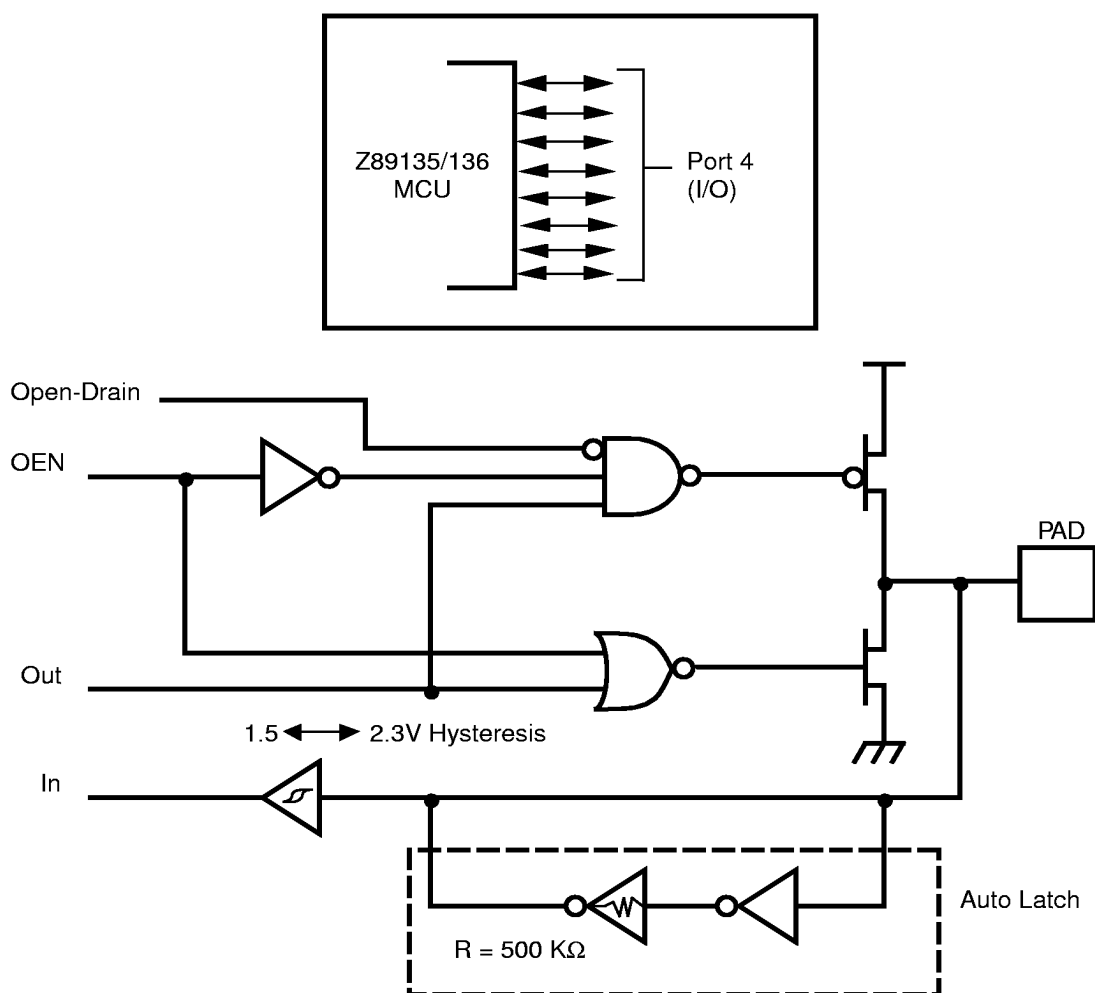 Z89135/136
MCU
Port 4
(I/O)
Open-Drain
OEN
PAD
Out
1.5 2.3V Hysteresis
In
Auto Latch
R = 500 KΩ